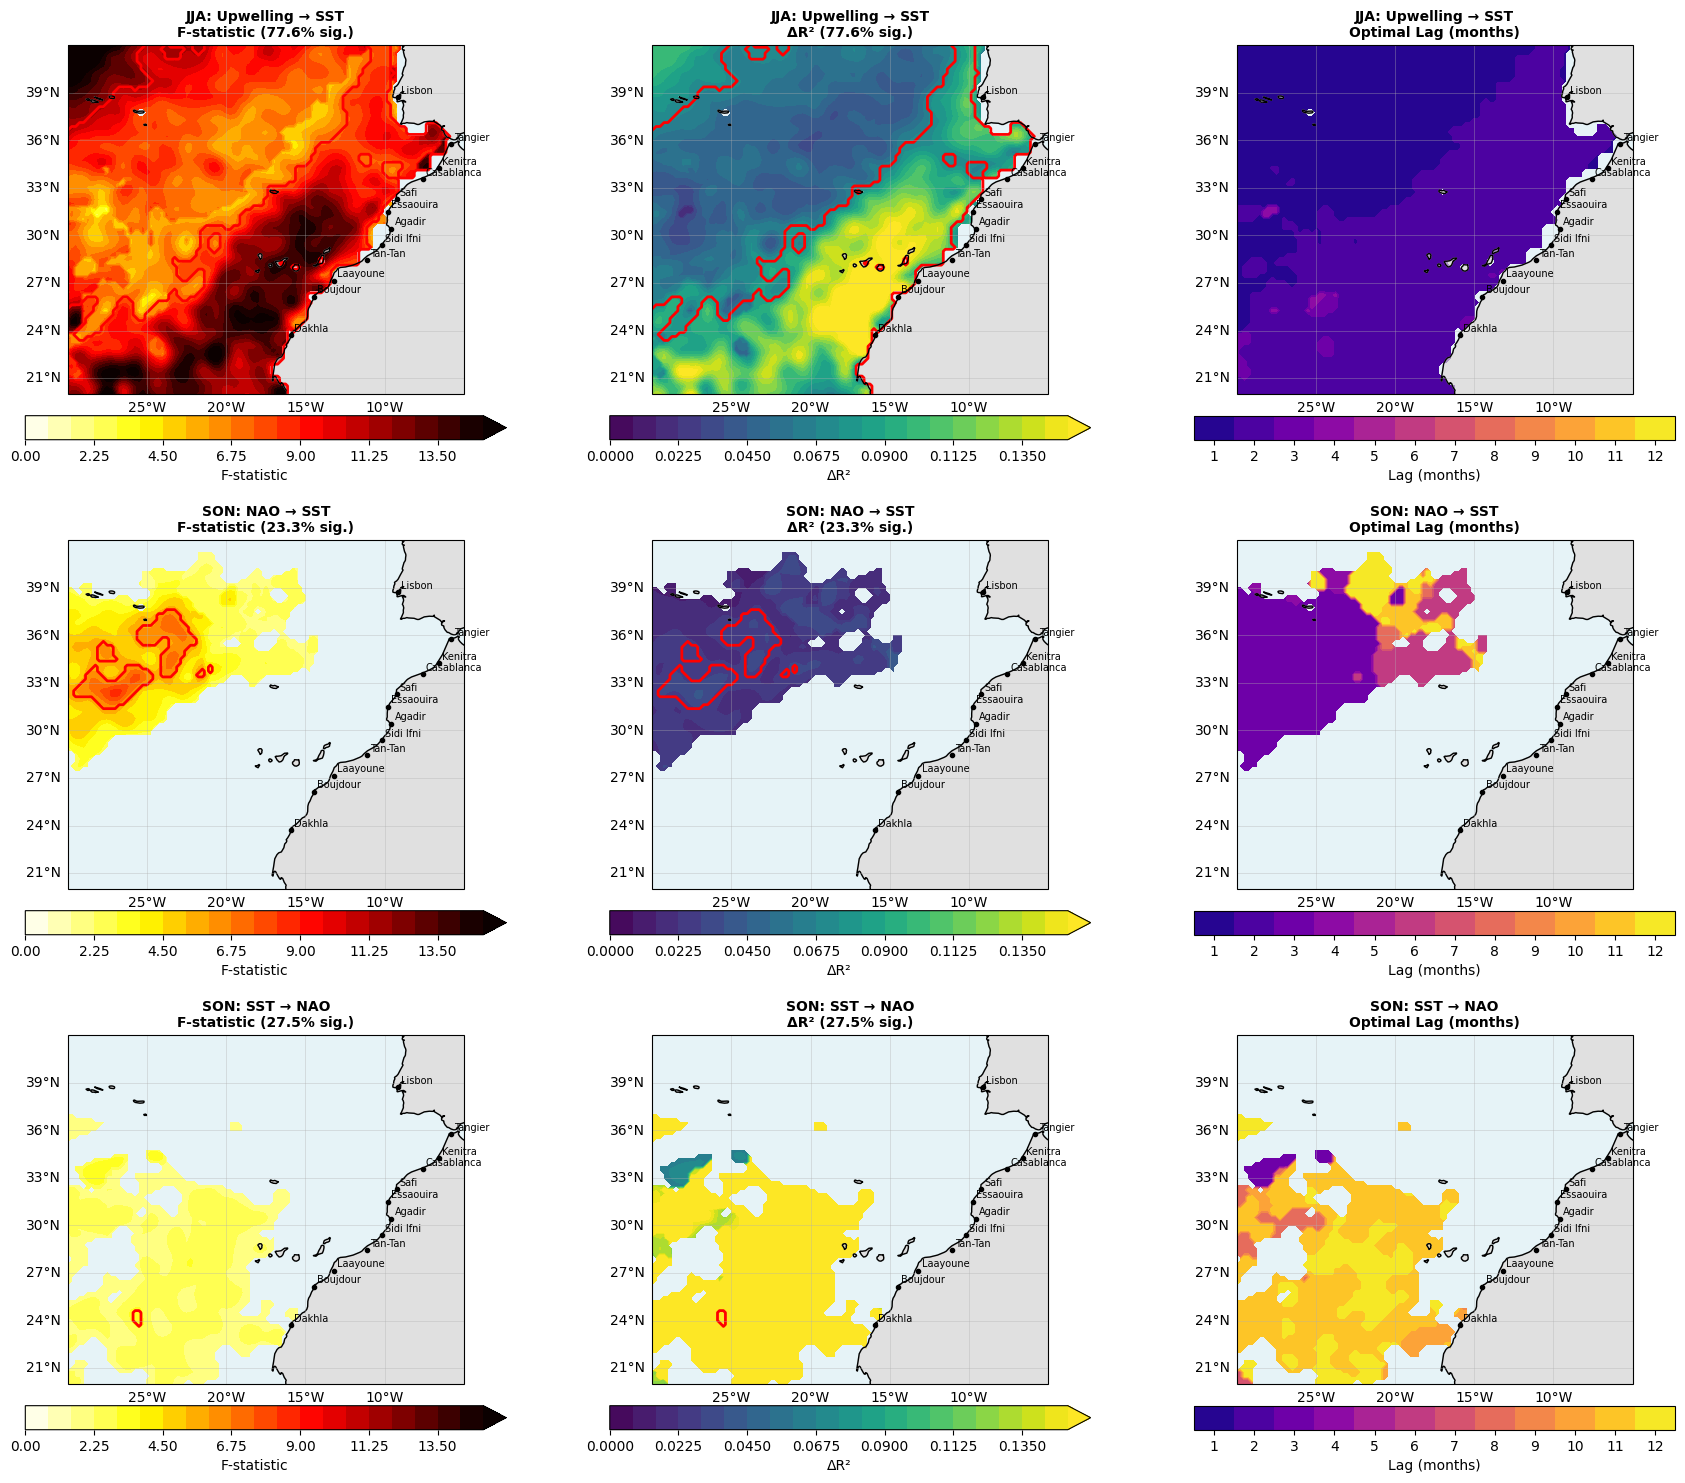 JJA: Upwelling → SST
F-statistic (77.6% sig.)
39°N
36°N
33°N
30°N
27°N
24°N
21°N
Lisbon
Tangier
Kenitra
Casablanca
Safi
Essaouira
Agadir
Sidi Ifni
Tan-Tan
Laayoune
Boujdour
Dakhla
25°W 20°W 15°W 10°W
0.00 2.25 4.50 6.75 9.00 11.25 13.50
F-statistic
JJA: Upwelling → SST
ΔR² (77.6% sig.)
39°N
36°N
33°N
30°N
27°N
24°N
21°N
Lisbon
Tangier
Kenitra
Casablanca
Safi
Essaouira
Agadir
Sidi Ifni
Tan-Tan
Laayoune
Boujdour
Dakhla
25°W 20°W 15°W 10°W
0.0000 0.0225 0.0450 0.0675 0.0900 0.1125 0.1350
ΔR²
JJA: Upwelling → SST
Optimal Lag (months)
39°N
36°N
33°N
30°N
27°N
24°N
21°N
Lisbon
Tangier
Kenitra
Casablanca
Safi
Essaouira
Agadir
Sidi Ifni
Tan-Tan
Laayoune
Boujdour
Dakhla
25°W 20°W 15°W 10°W
1 2 3 4 5 6 7 8 9 10 11 12
Lag (months)
SON: NAO → SST
F-statistic (23.3% sig.)
39°N
36°N
33°N
30°N
27°N
24°N
21°N
Lisbon
Tangier
Kenitra
Casablanca
Safi
Essaouira
Agadir
Sidi Ifni
Tan-Tan
Laayoune
Boujdour
Dakhla
25°W 20°W 15°W 10°W
0.00 2.25 4.50 6.75 9.00 11.25 13.50
F-statistic
SON: NAO → SST
ΔR² (23.3% sig.)
39°N
36°N
33°N
30°N
27°N
24°N
21°N
Lisbon
Tangier
Kenitra
Casablanca
Safi
Essaouira
Agadir
Sidi Ifni
Tan-Tan
Laayoune
Boujdour
Dakhla
25°W 20°W 15°W 10°W
0.0000 0.0225 0.0450 0.0675 0.0900 0.1125 0.1350
ΔR²
SON: NAO → SST
Optimal Lag (months)
39°N
36°N
33°N
30°N
27°N
24°N
21°N
Lisbon
Tangier
Kenitra
Casablanca
Safi
Essaouira
Agadir
Sidi Ifni
Tan-Tan
Laayoune
Boujdour
Dakhla
25°W 20°W 15°W 10°W
1 2 3 4 5 6 7 8 9 10 11 12
Lag (months)
SON: SST → NAO
F-statistic (27.5% sig.)
39°N
36°N
33°N
30°N
27°N
24°N
21°N
Lisbon
Tangier
Kenitra
Casablanca
Safi
Essaouira
Agadir
Sidi Ifni
Tan-Tan
Laayoune
Boujdour
Dakhla
25°W 20°W 15°W 10°W
0.00 2.25 4.50 6.75 9.00 11.25 13.50
F-statistic
SON: SST → NAO
ΔR² (27.5% sig.)
39°N
36°N
33°N
30°N
27°N
24°N
21°N
Lisbon
Tangier
Kenitra
Casablanca
Safi
Essaouira
Agadir
Sidi Ifni
Tan-Tan
Laayoune
Boujdour
Dakhla
25°W 20°W 15°W 10°W
0.0000 0.0225 0.0450 0.0675 0.0900 0.1125 0.1350
ΔR²
SON: SST → NAO
Optimal Lag (months)
39°N
36°N
33°N
30°N
27°N
24°N
21°N
Lisbon
Tangier
Kenitra
Casablanca
Safi
Essaouira
Agadir
Sidi Ifni
Tan-Tan
Laayoune
Boujdour
Dakhla
25°W 20°W 15°W 10°W
1 2 3 4 5 6 7 8 9 10 11 12
Lag (months)